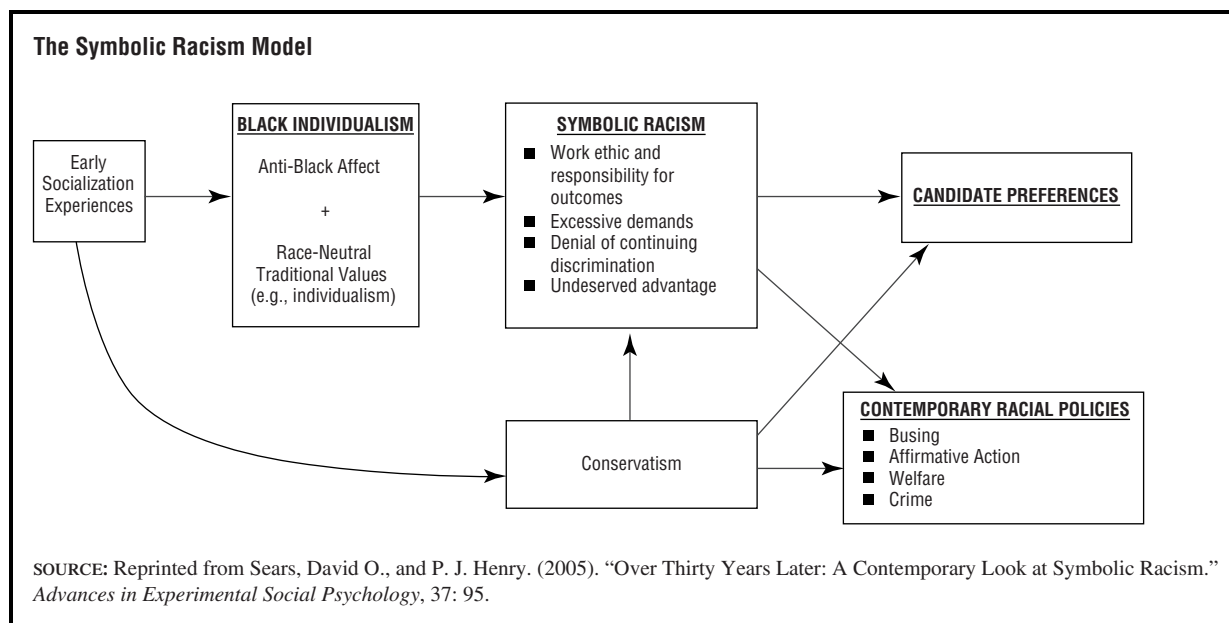 The Symbolic Racism Model
Early
Socialization
Experiences
BLACK INDIVIDUALISM
Anti-Black Affect
+
Race-Neutral
Traditional Values
(e.g., individualism)
SYMBOLIC RACISM
■ Work ethic and
responsibility for
outcomes
■ Excessive demands
■ Denial of continuing
discrimination
■ Undeserved advantage
CANDIDATE PREFERENCES
Conservatism
CONTEMPORARY RACIAL POLICIES
■ Busing
■ Affirmative Action
■ Welfare
■ Crime
SOURCE: Reprinted from Sears, David O., and P. J. Henry. (2005). “Over Thirty Years Later: A Contemporary Look at Symbolic Racism.”
Advances in Experimental Social Psychology, 37: 95.